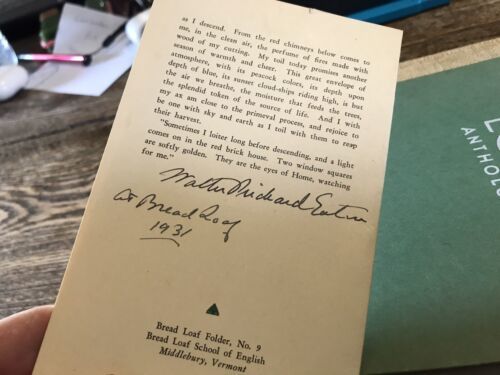 as I descend. From the red chimneys below comes to
me, in the clean air, the perfume of fires made with
wood of my cutting. My toil today promises another
season of warmth and cheer. This great envelope of
atmosphere, with its peacock colors, its depth upon
depth of blue, its sunset cloud-ships riding high, is but
the air we breathe, the moisture that feeds the trees,
the splendid token of the source of life. And I with
my ax am close to the primeval process, and rejoice to
be one with sky and earth as I toil with them to reap
their harvest.
"Sometimes I loiter long before descending, and a light
comes on in the red brick house. Two window squares
are softly golden. They are the eyes of Home, watching
for me."
Walter Prichard Eaton
At Bread Loaf
1931
Bread Loaf Folder, No. 9
Bread Loaf School of English
Middlebury, Vermont
ANTHOL